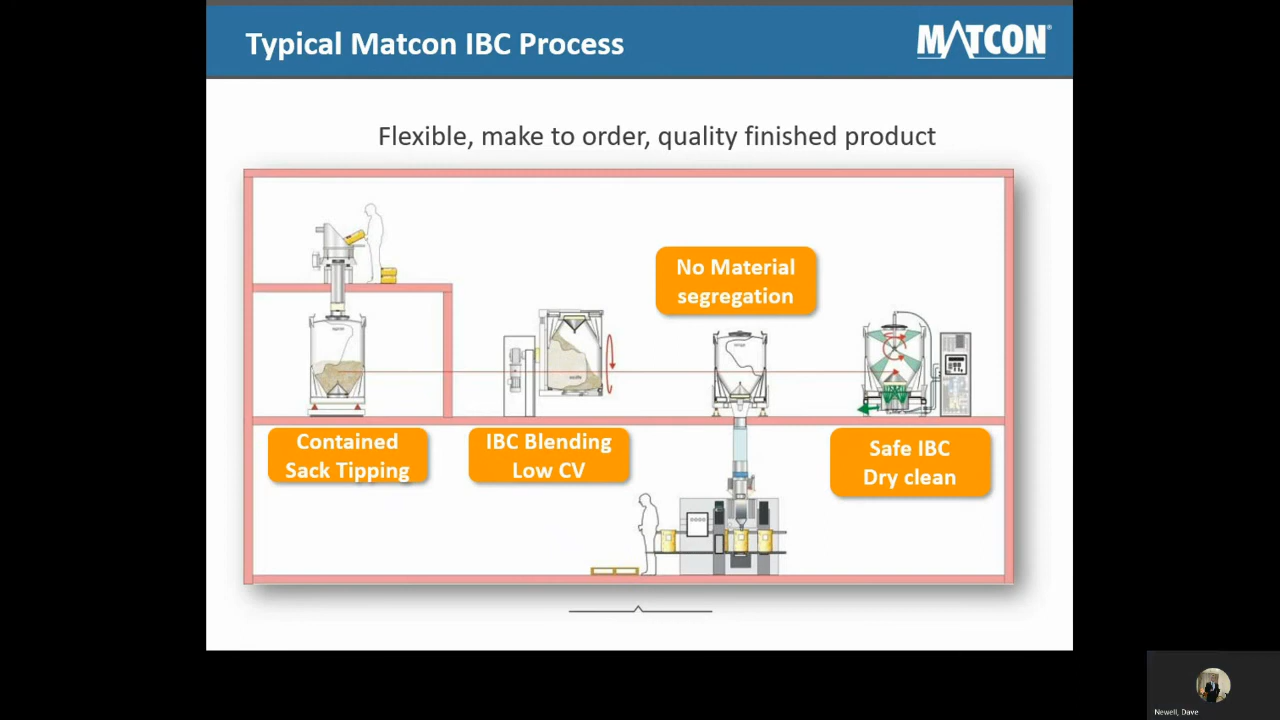 Typical Matcon IBC Process
MATCON®
Flexible, make to order, quality finished product
No Material
segregation
Contained
Sack Tipping
IBC Blending
Low CV
Safe IBC
Dry clean
Newell, Dave